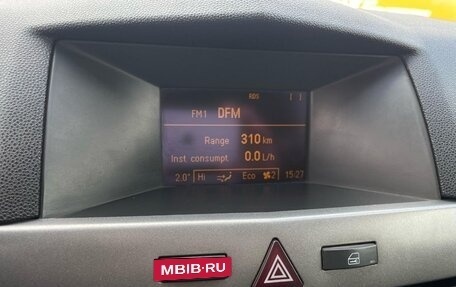 RDS [ ]
FM1 DFM
Range 310 km
Inst consumpt 0.0 L/h
2.0° Hi Eco 2 15:27
MBIB.RU